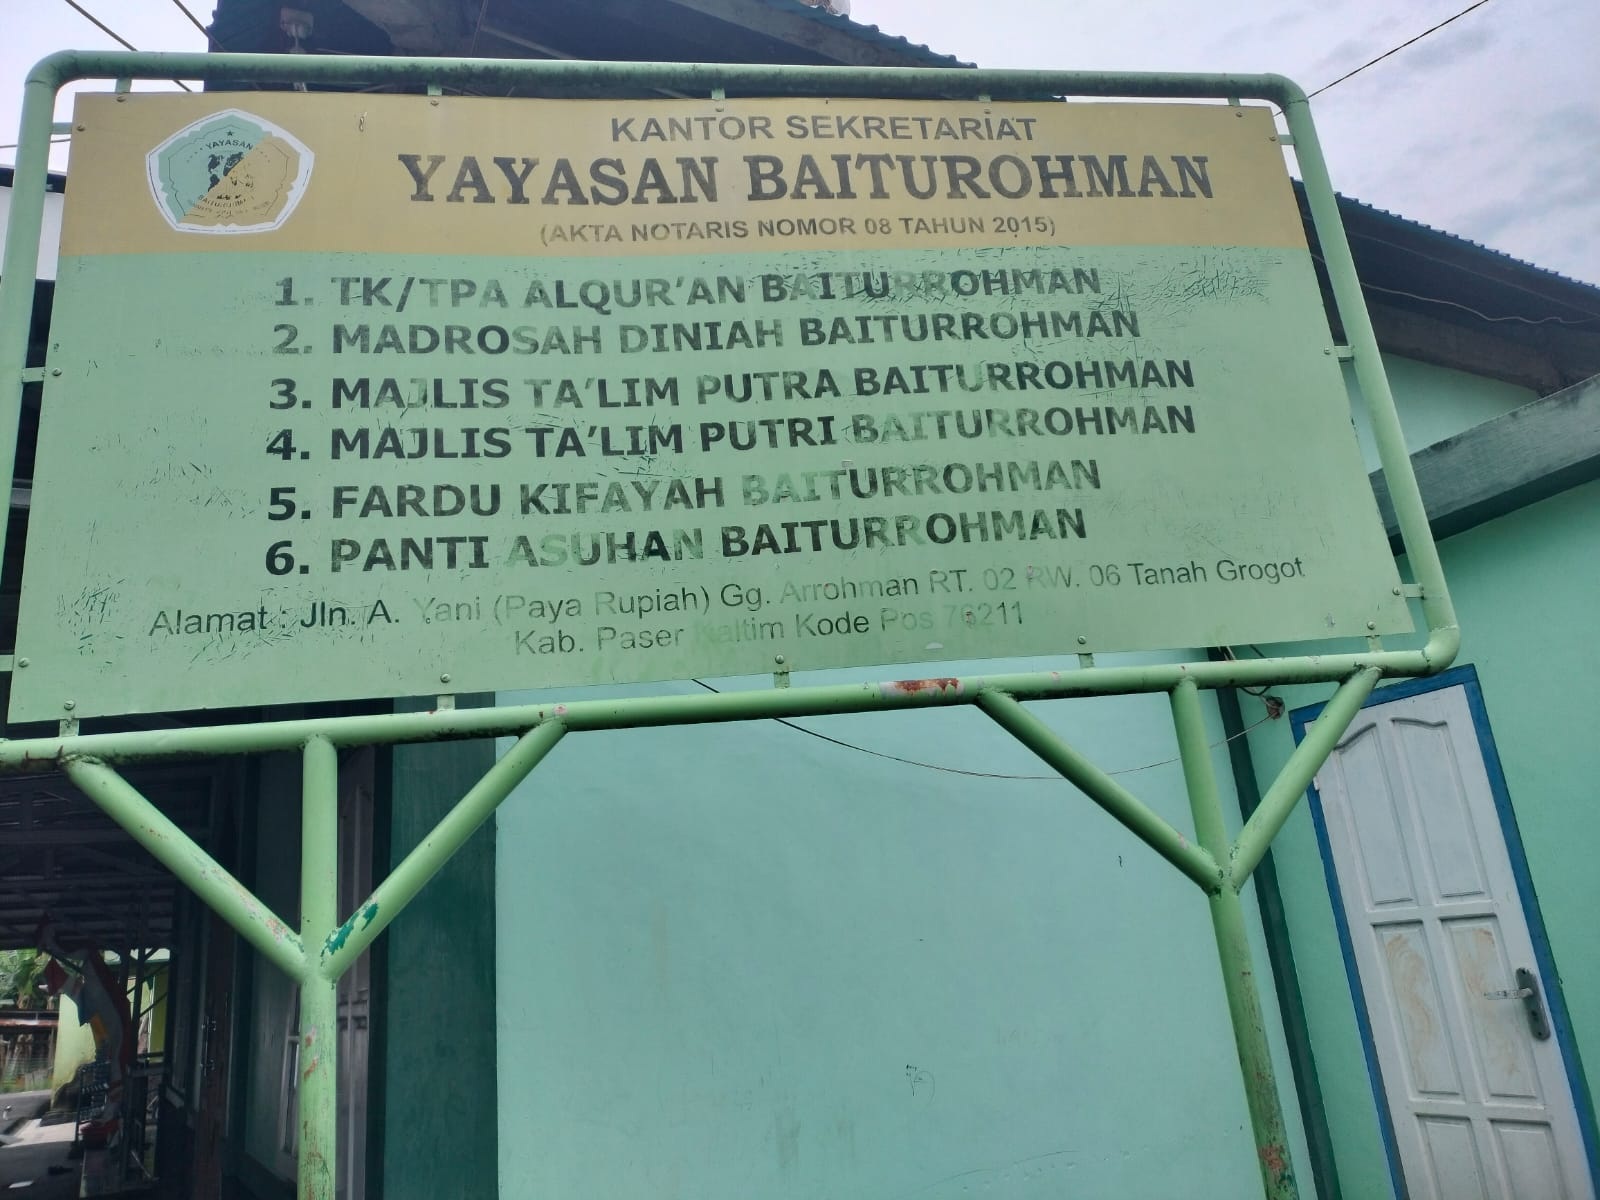 KANTOR SEKRETARIAT
YAYASAN BAITUROHMAN
(AKTA NOTARIS NOMOR 08 TAHUN 2015)
YAYASAN
1. TK/TPA ALQUR'AN BAITURROHMAN
2. MADROSAH DINIAH BAITURROHMAN
3. MAJLIS TA'LIM PUTRA BAITURROHMAN
4. MAJLIS TA'LIM PUTRI BAITURROHMAN
5. FARDU KIFAYAH BAITURROHMAN
6. PANTI ASUHAN BAITURROHMAN
Alamat : Jln. A. Yani (Paya Rupiah) Gg. Arrohman RT. 02 RW. 06 Tanah Grogot
Kab. Paser Kaltim Kode Pos 76211